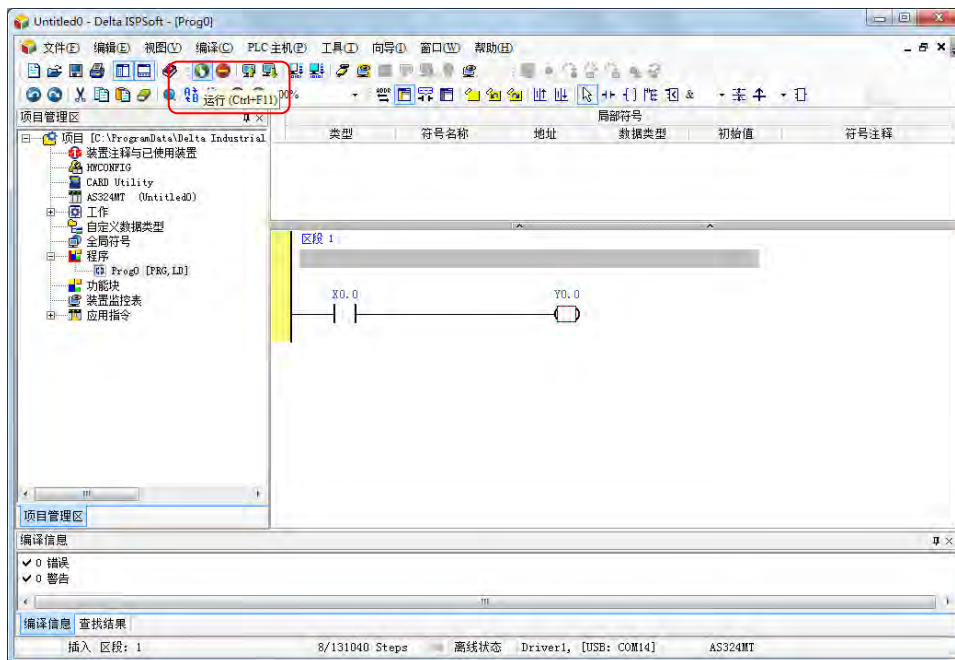 Untitled0 - Delta ISPSoft - [Prog0]
文件(F) 编辑(E) 视图(V) 编译(C) PLC 主机(P) 工具(T) 向导(I) 窗口(W) 帮助(H)
运行 (Ctrl+F11)
项目管理区
局部符号
类型 符号名称 地址 数据类型 初始值 符号注释
项目 [C:\ProgramData\Delta Industrial
装置注释与已使用装置
HWCONFIG
CARD Utility
AS324MT (Untitled0)
工作
自定义数据类型
全局符号
程序
Prog0 [PRG,LD]
功能块
装置监控表
应用指令
区段 1
X0.0 Y0.0
项目管理区
编译信息
0 错误
0 警告
编译信息 查找结果
插入 区段: 1 8/131040 Steps 离线状态 Driver1, [USB: COM14] AS324MT